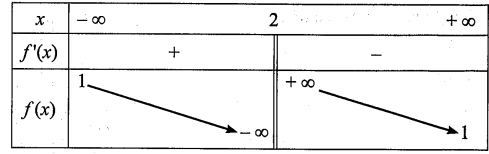 x −∞ 2 +∞
f'(x) + −
1 +∞
f(x)
−∞ 1